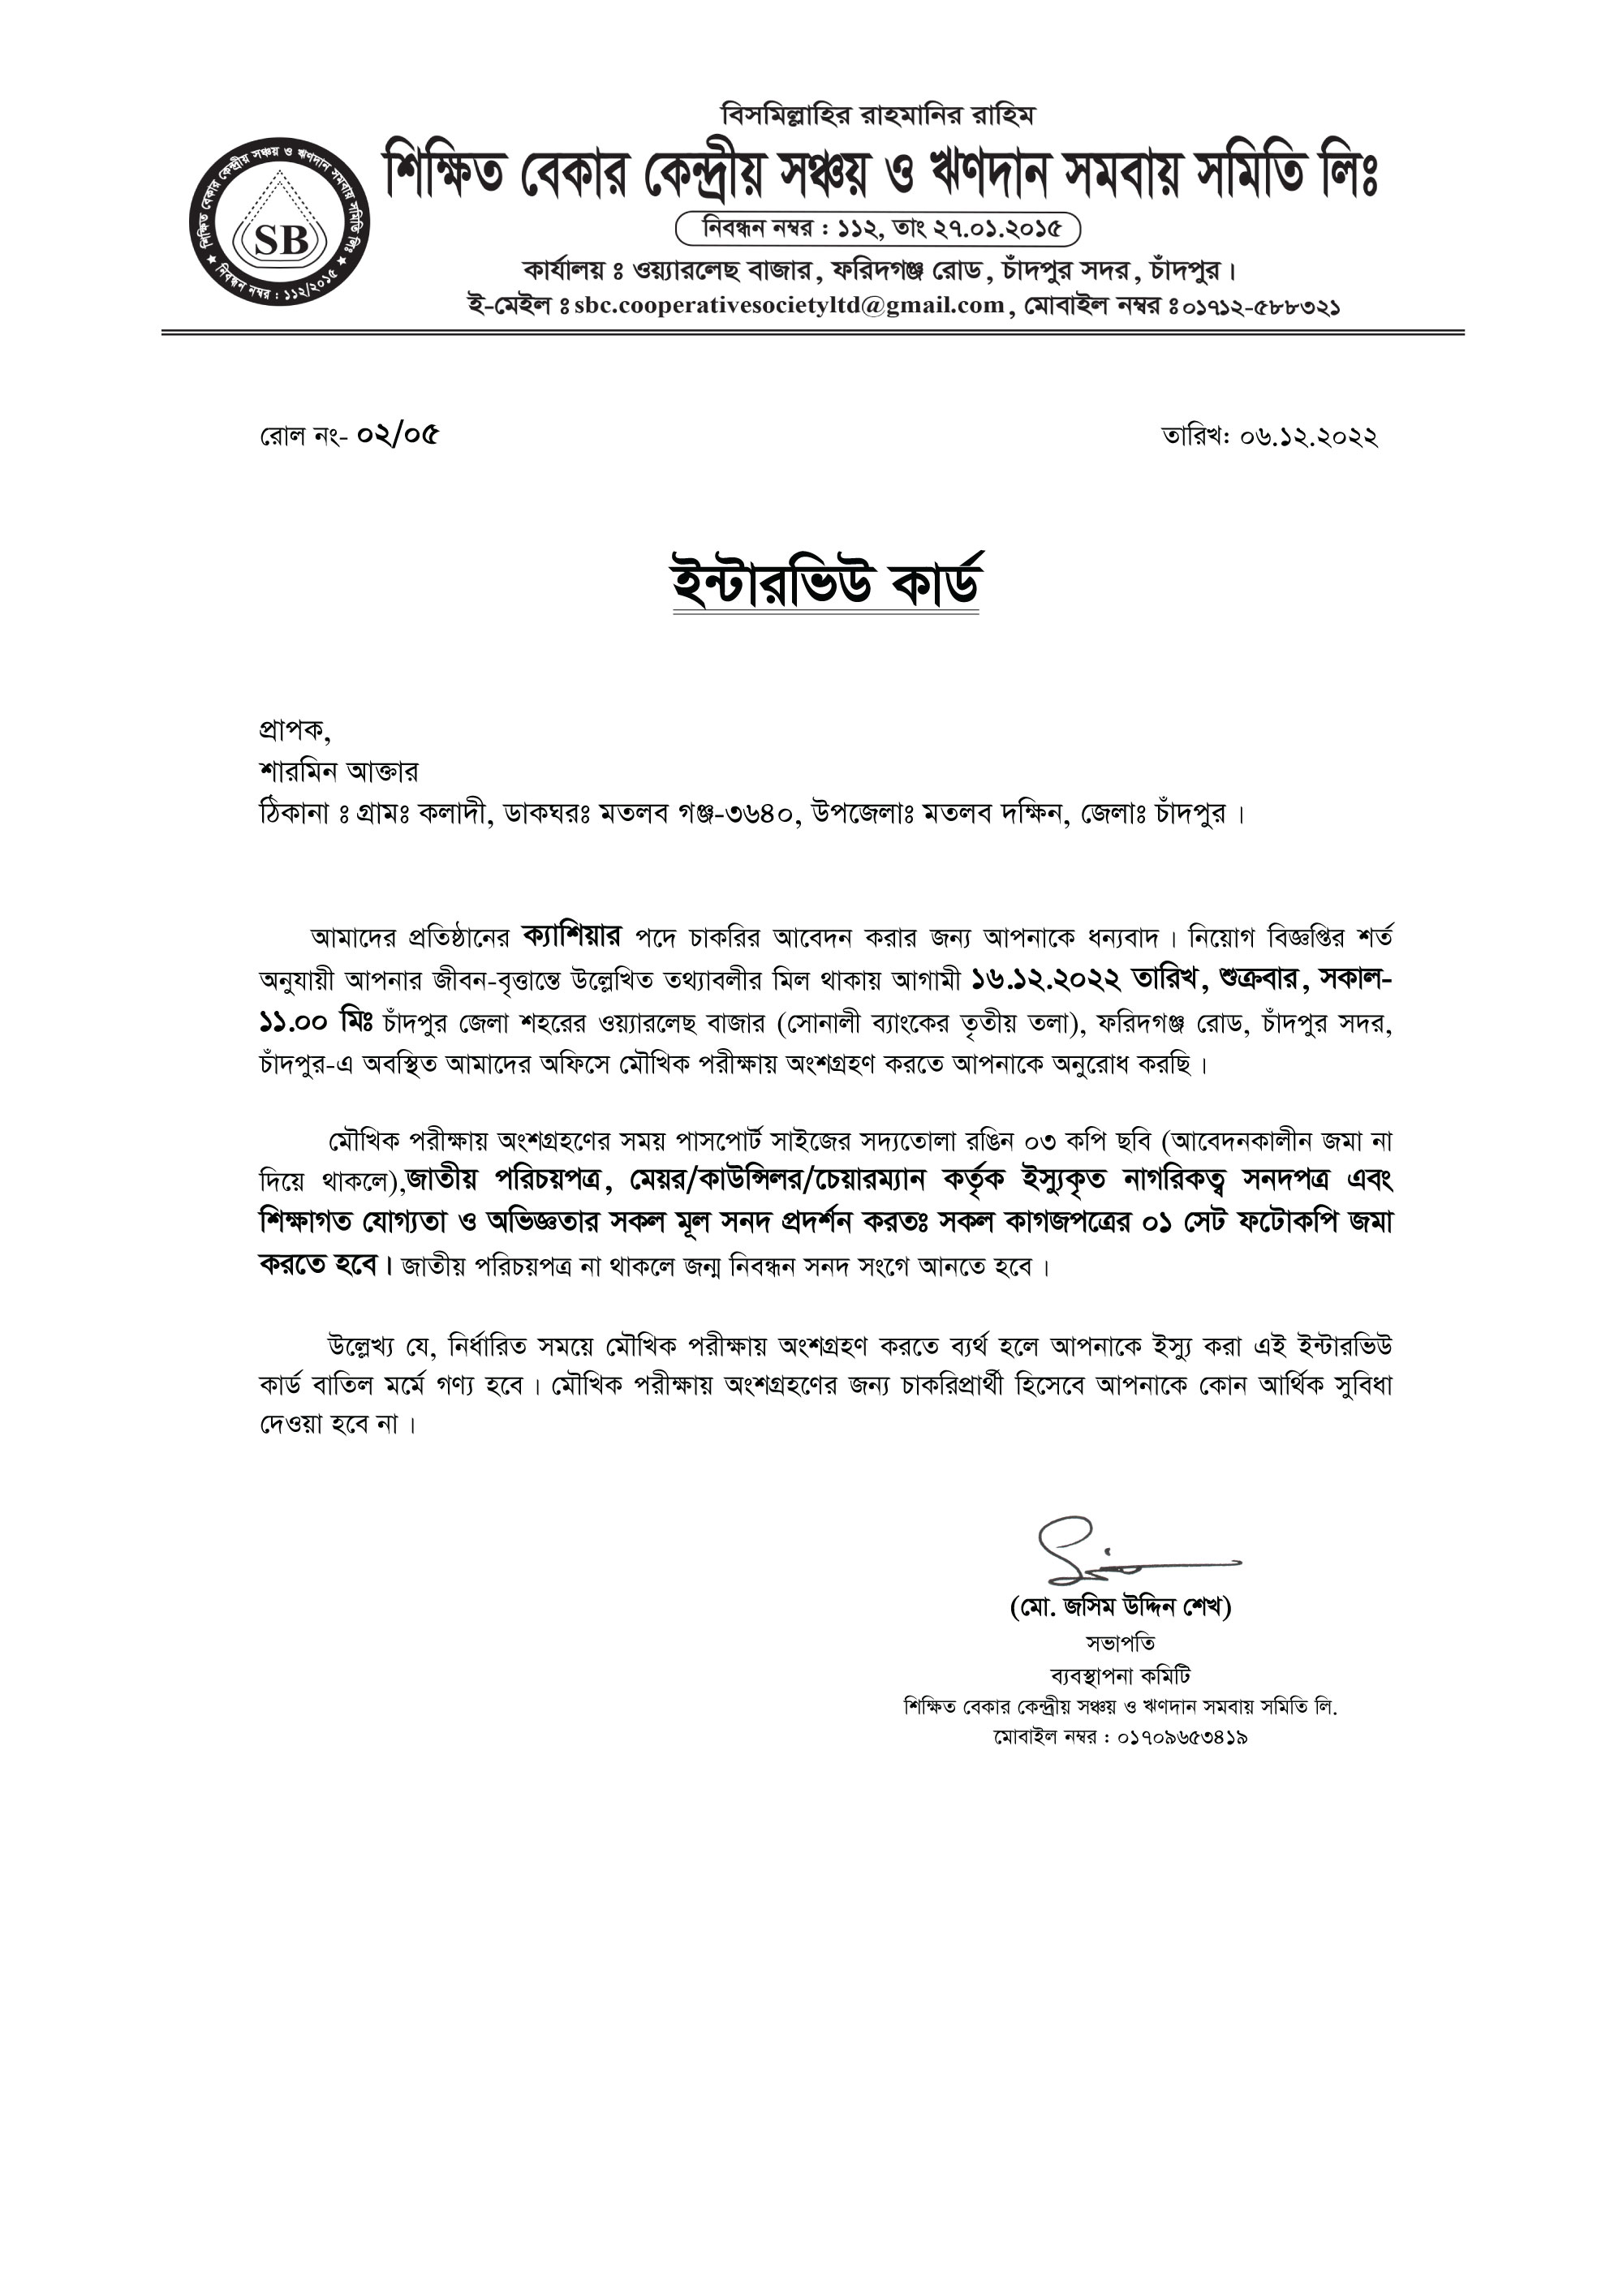 বিসমিল্লাহির রাহমানির রাহিম
শিক্ষিত বেকার কেন্দ্রীয় সঞ্চয় ও ঋণদান সমবায় সমিতি লিঃ
নিবন্ধন নম্বর : ১১২, তাং ২৭.০১.২০১৫
কার্যালয় ঃ ওয়্যারলেছ বাজার, ফরিদগঞ্জ রোড, চাঁদপুর সদর, চাঁদপুর।
ই-মেইল ঃ sbc.cooperativesocietyltd@gmail.com, মোবাইল নম্বর ঃ ০১৭১২-৫৮৮৩২১
শিক্ষিত বেকার কেন্দ্রীয় সঞ্চয় ও ঋণদান সমবায় সমিতি লিঃ
SB
★ নিবন্ধন নম্বর : ১১২/২০১৫ ★
রোল নং- ০২/০৫ তারিখ: ০৬.১২.২০২২
ইন্টারভিউ কার্ড
প্রাপক,
শারমিন আক্তার
ঠিকানা ঃ গ্রামঃ কলাদী, ডাকঘরঃ মতলব গঞ্জ-৩৬৪০, উপজেলাঃ মতলব দক্ষিন, জেলাঃ চাঁদপুর।
আমাদের প্রতিষ্ঠানের ক্যাশিয়ার পদে চাকরির আবেদন করার জন্য আপনাকে ধন্যবাদ। নিয়োগ বিজ্ঞপ্তির শর্ত
অনুযায়ী আপনার জীবন-বৃত্তান্তে উল্লেখিত তথ্যাবলীর মিল থাকায় আগামী ১৬.১২.২০২২ তারিখ, শুক্রবার, সকাল-
১১.০০ মিঃ চাঁদপুর জেলা শহরের ওয়্যারলেছ বাজার (সোনালী ব্যাংকের তৃতীয় তলা), ফরিদগঞ্জ রোড, চাঁদপুর সদর,
চাঁদপুর-এ অবস্থিত আমাদের অফিসে মৌখিক পরীক্ষায় অংশগ্রহণ করতে আপনাকে অনুরোধ করছি।
মৌখিক পরীক্ষায় অংশগ্রহণের সময় পাসপোর্ট সাইজের সদ্যতোলা রঙিন ০৩ কপি ছবি (আবেদনকালীন জমা না
দিয়ে থাকলে),জাতীয় পরিচয়পত্র, মেয়র/কাউন্সিলর/চেয়ারম্যান কর্তৃক ইস্যুকৃত নাগরিকত্ব সনদপত্র এবং
শিক্ষাগত যোগ্যতা ও অভিজ্ঞতার সকল মূল সনদ প্রদর্শন করতঃ সকল কাগজপত্রের ০১ সেট ফটোকপি জমা
করতে হবে। জাতীয় পরিচয়পত্র না থাকলে জন্ম নিবন্ধন সনদ সংগে আনতে হবে।
উল্লেখ্য যে, নির্ধারিত সময়ে মৌখিক পরীক্ষায় অংশগ্রহণ করতে ব্যর্থ হলে আপনাকে ইস্যু করা এই ইন্টারভিউ
কার্ড বাতিল মর্মে গণ্য হবে। মৌখিক পরীক্ষায় অংশগ্রহণের জন্য চাকরিপ্রার্থী হিসেবে আপনাকে কোন আর্থিক সুবিধা
দেওয়া হবে না।
(মো. জসিম উদ্দিন শেখ)
সভাপতি
ব্যবস্থাপনা কমিটি
শিক্ষিত বেকার কেন্দ্রীয় সঞ্চয় ও ঋণদান সমবায় সমিতি লি.
মোবাইল নম্বর : ০১৭০৯৬৫৩৪১৯